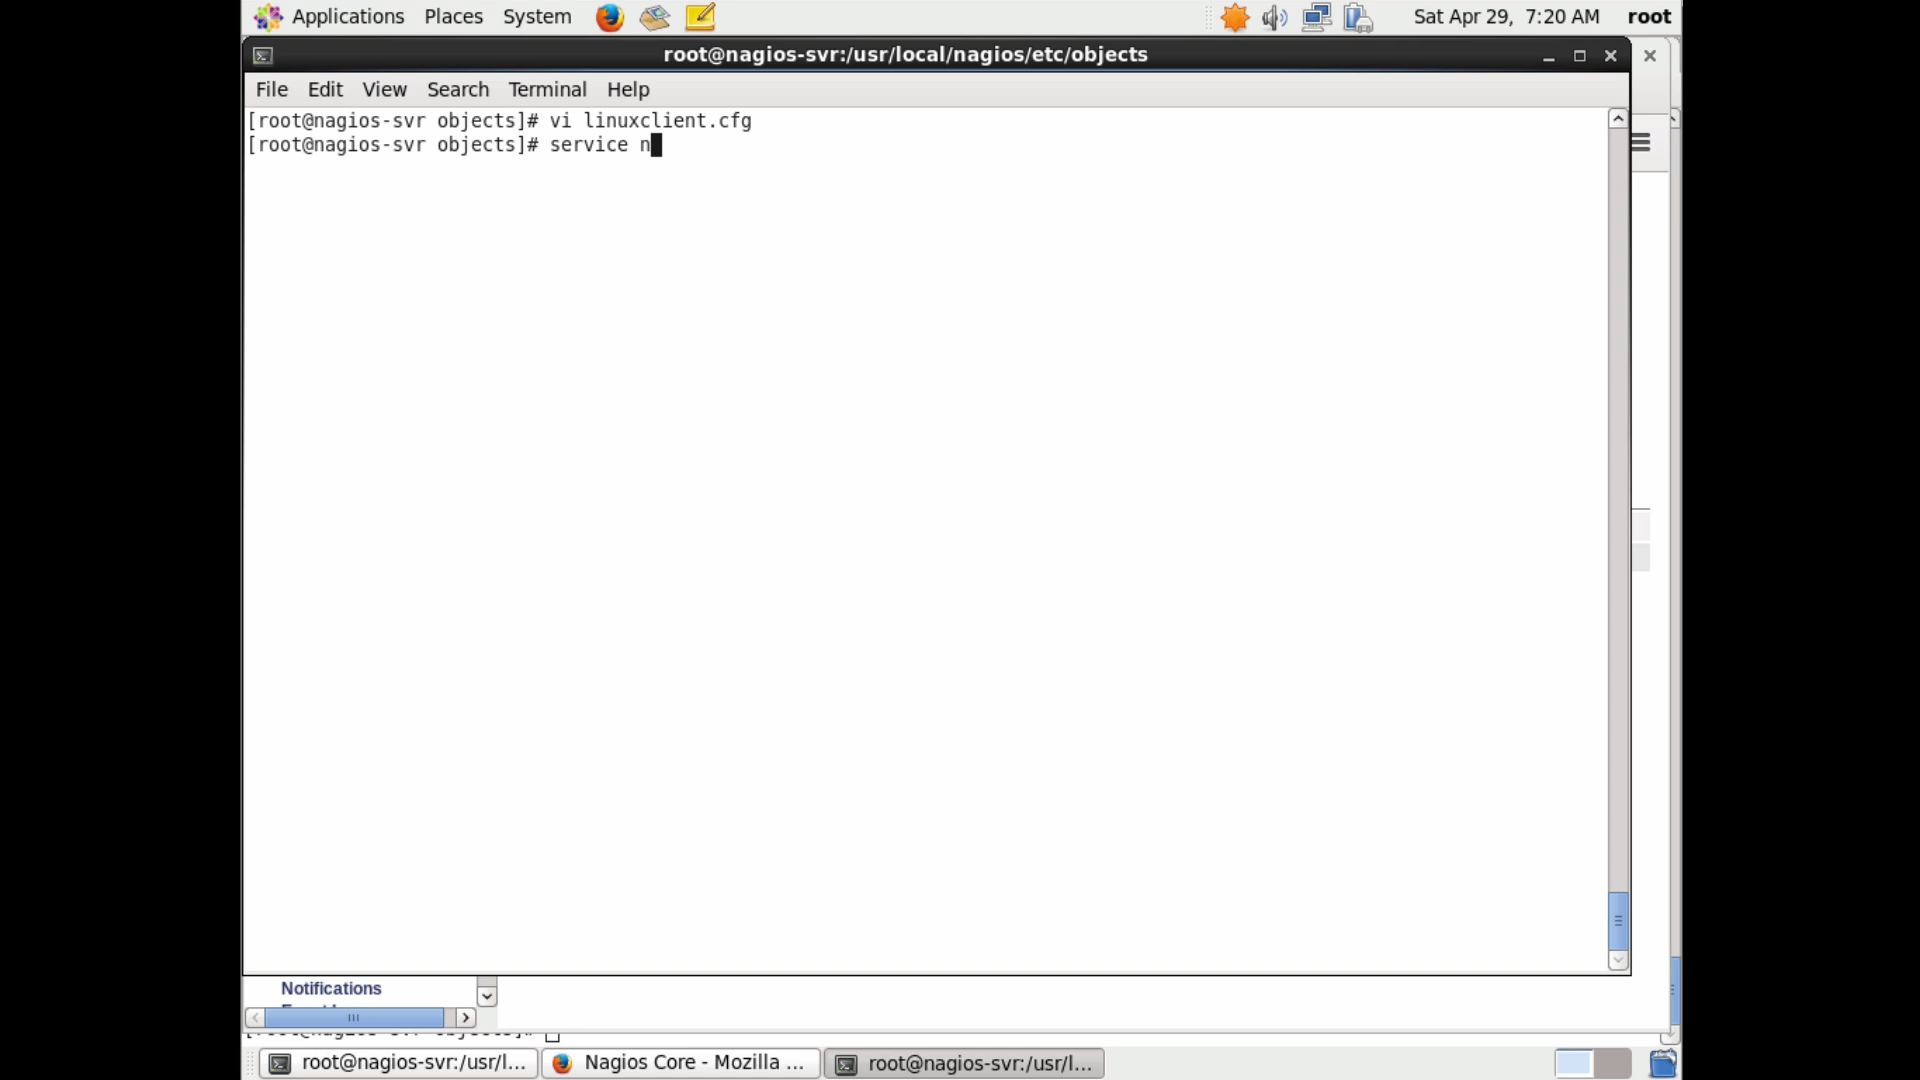 Applications Places System Sat Apr 29, 7:20 AM root
root@nagios-svr:/usr/local/nagios/etc/objects
File Edit View Search Terminal Help
[root@nagios-svr objects]# vi linuxclient.cfg
[root@nagios-svr objects]# service n
Notifications
root@nagios-svr:/usr/l... Nagios Core - Mozilla ... root@nagios-svr:/usr/l...